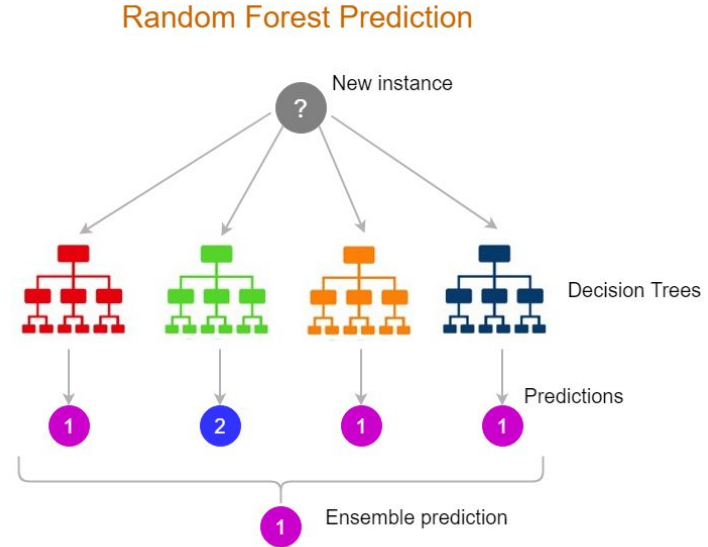 Random Forest Prediction
New instance
?
Decision Trees
Predictions
1
2
1
1
1
Ensemble prediction